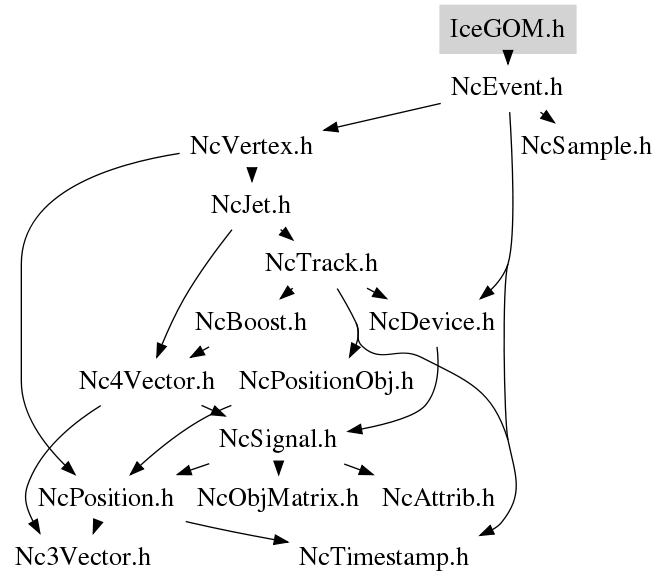 IceGOM.h
NcEvent.h
NcVertex.h
NcSample.h
NcJet.h
NcTrack.h
NcBoost.h
NcDevice.h
Nc4Vector.h
NcPositionObj.h
NcSignal.h
NcPosition.h
NcObjMatrix.h
NcAttrib.h
Nc3Vector.h
NcTimestamp.h